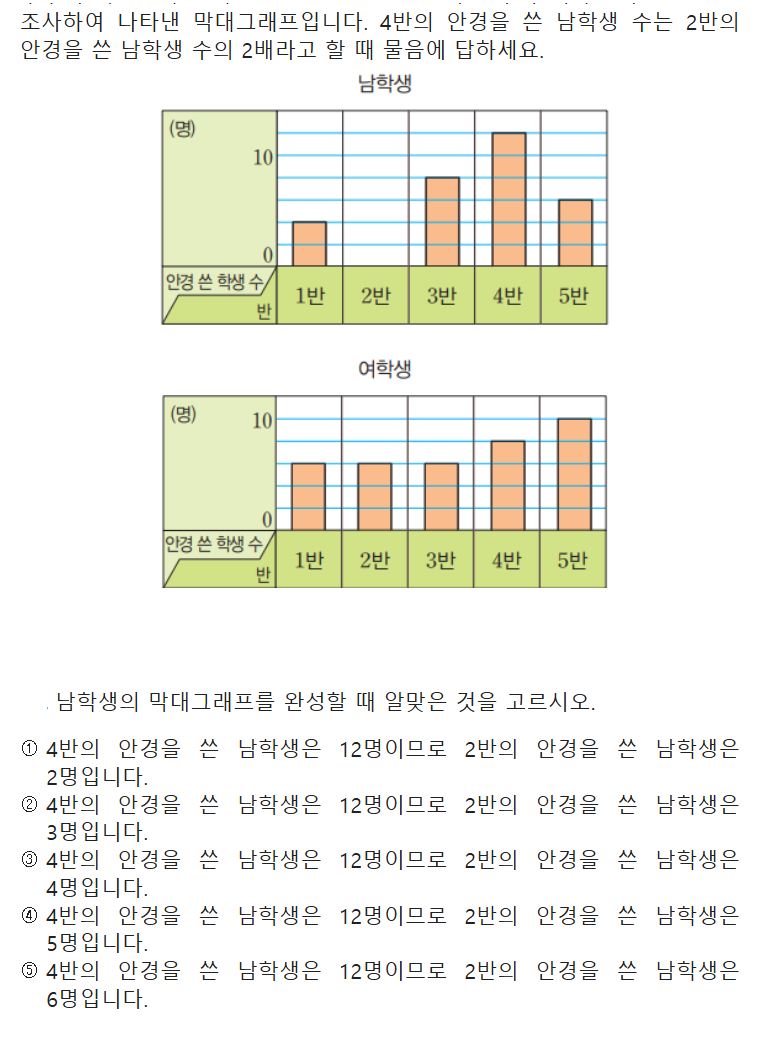 조사하여 나타낸 막대그래프입니다. 4반의 안경을 쓴 남학생 수는 2반의
안경을 쓴 남학생 수의 2배라고 할 때 물음에 답하세요.
남학생
(명)
10
0
안경 쓴 학생 수
반
1반 2반 3반 4반 5반
여학생
(명)
10
0
안경 쓴 학생 수
반
1반 2반 3반 4반 5반
. 남학생의 막대그래프를 완성할 때 알맞은 것을 고르시오.
① 4반의 안경을 쓴 남학생은 12명이므로 2반의 안경을 쓴 남학생은
2명입니다.
② 4반의 안경을 쓴 남학생은 12명이므로 2반의 안경을 쓴 남학생은
3명입니다.
③ 4반의 안경을 쓴 남학생은 12명이므로 2반의 안경을 쓴 남학생은
4명입니다.
④ 4반의 안경을 쓴 남학생은 12명이므로 2반의 안경을 쓴 남학생은
5명입니다.
⑤ 4반의 안경을 쓴 남학생은 12명이므로 2반의 안경을 쓴 남학생은
6명입니다.